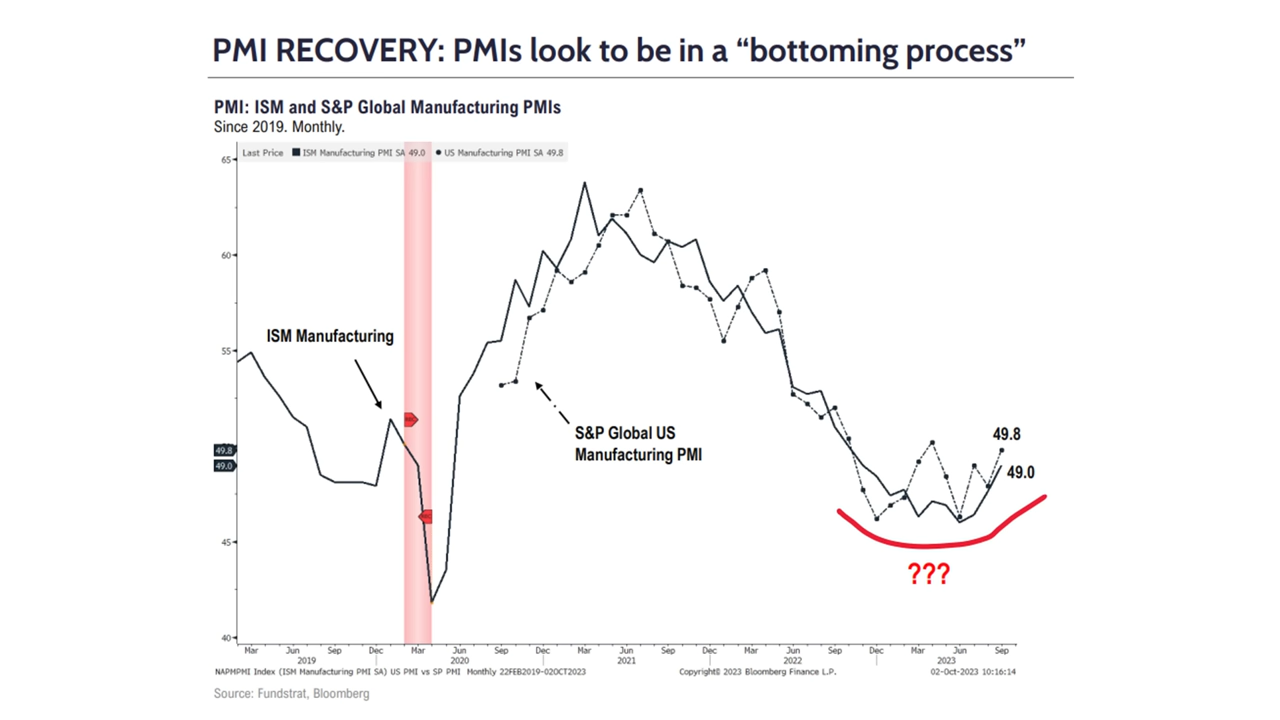 PMI RECOVERY: PMIs look to be in a “bottoming process”
PMI: ISM and S&P Global Manufacturing PMIs
Since 2019. Monthly.
Last Price ISM Manufacturing PMI SA 49.0 US Manufacturing PMI SA 49.8
65
60
55
49.8
49.0
45
40
ISM Manufacturing
S&P Global US
Manufacturing PMI
49.8
49.0
???
Mar Jun Sep Dec Mar Jun Sep Dec Mar Jun Sep Dec Mar Jun Sep Dec Mar Jun Sep
2019 2020 2021 2022 2023
NAPMPMI Index (ISM Manufacturing PMI SA) US PMI vs SP PMI Monthly 22FEB2019-02OCT2023 Copyright© 2023 Bloomberg Finance L.P. 02-Oct-2023 10:16:14
Source: Fundstrat, Bloomberg